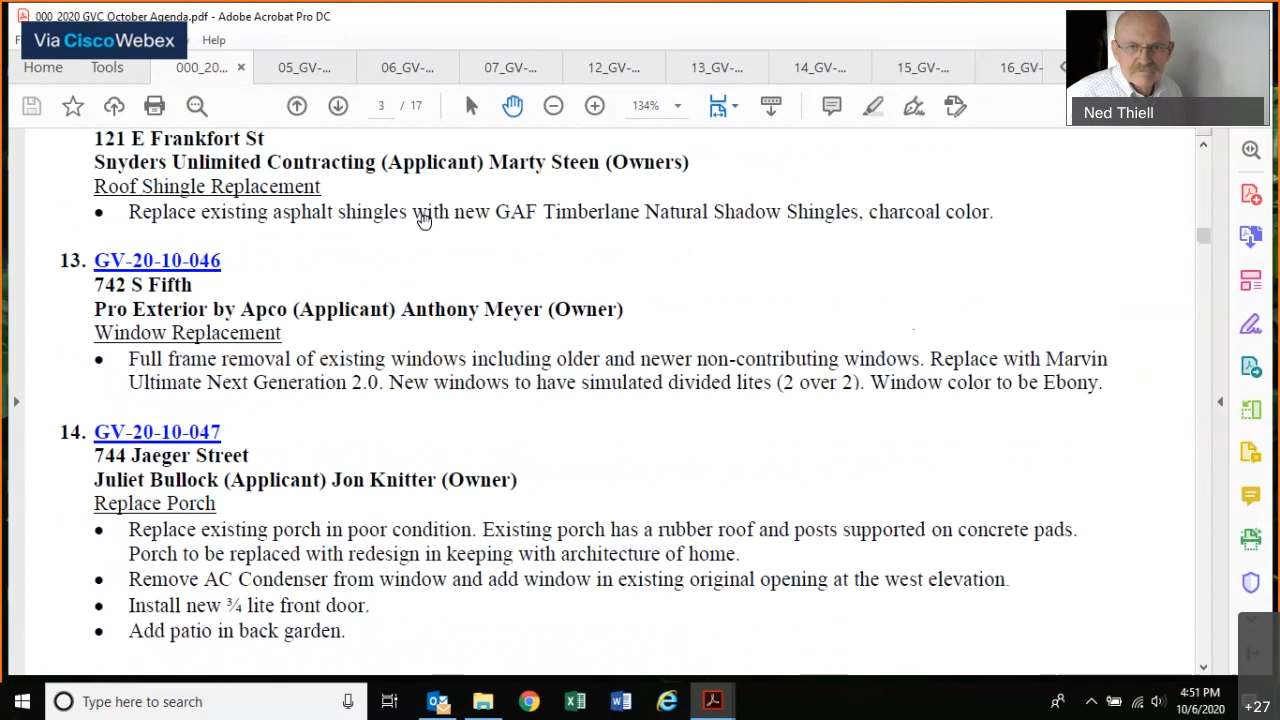 000_2020 GVC October Agenda.pdf - Adobe Acrobat Pro DC
Via Cisco Webex
Help
Home Tools 000_20... × 05_GV-... 06_GV-... 07_GV-... 12_GV-... 13_GV-... 14_GV-... 15_GV-... 16_GV-
3 / 17 134%
Ned Thiell
121 E Frankfort St
Snyders Unlimited Contracting (Applicant) Marty Steen (Owners)
Roof Shingle Replacement
• Replace existing asphalt shingles with new GAF Timberlane Natural Shadow Shingles, charcoal color.
13. GV-20-10-046
742 S Fifth
Pro Exterior by Apco (Applicant) Anthony Meyer (Owner)
Window Replacement
• Full frame removal of existing windows including older and newer non-contributing windows. Replace with Marvin
Ultimate Next Generation 2.0. New windows to have simulated divided lites (2 over 2). Window color to be Ebony.
14. GV-20-10-047
744 Jaeger Street
Juliet Bullock (Applicant) Jon Knitter (Owner)
Replace Porch
• Replace existing porch in poor condition. Existing porch has a rubber roof and posts supported on concrete pads.
Porch to be replaced with redesign in keeping with architecture of home.
• Remove AC Condenser from window and add window in existing original opening at the west elevation.
• Install new ¾ lite front door.
• Add patio in back garden.
Type here to search
4:51 PM
10/6/2020
+27